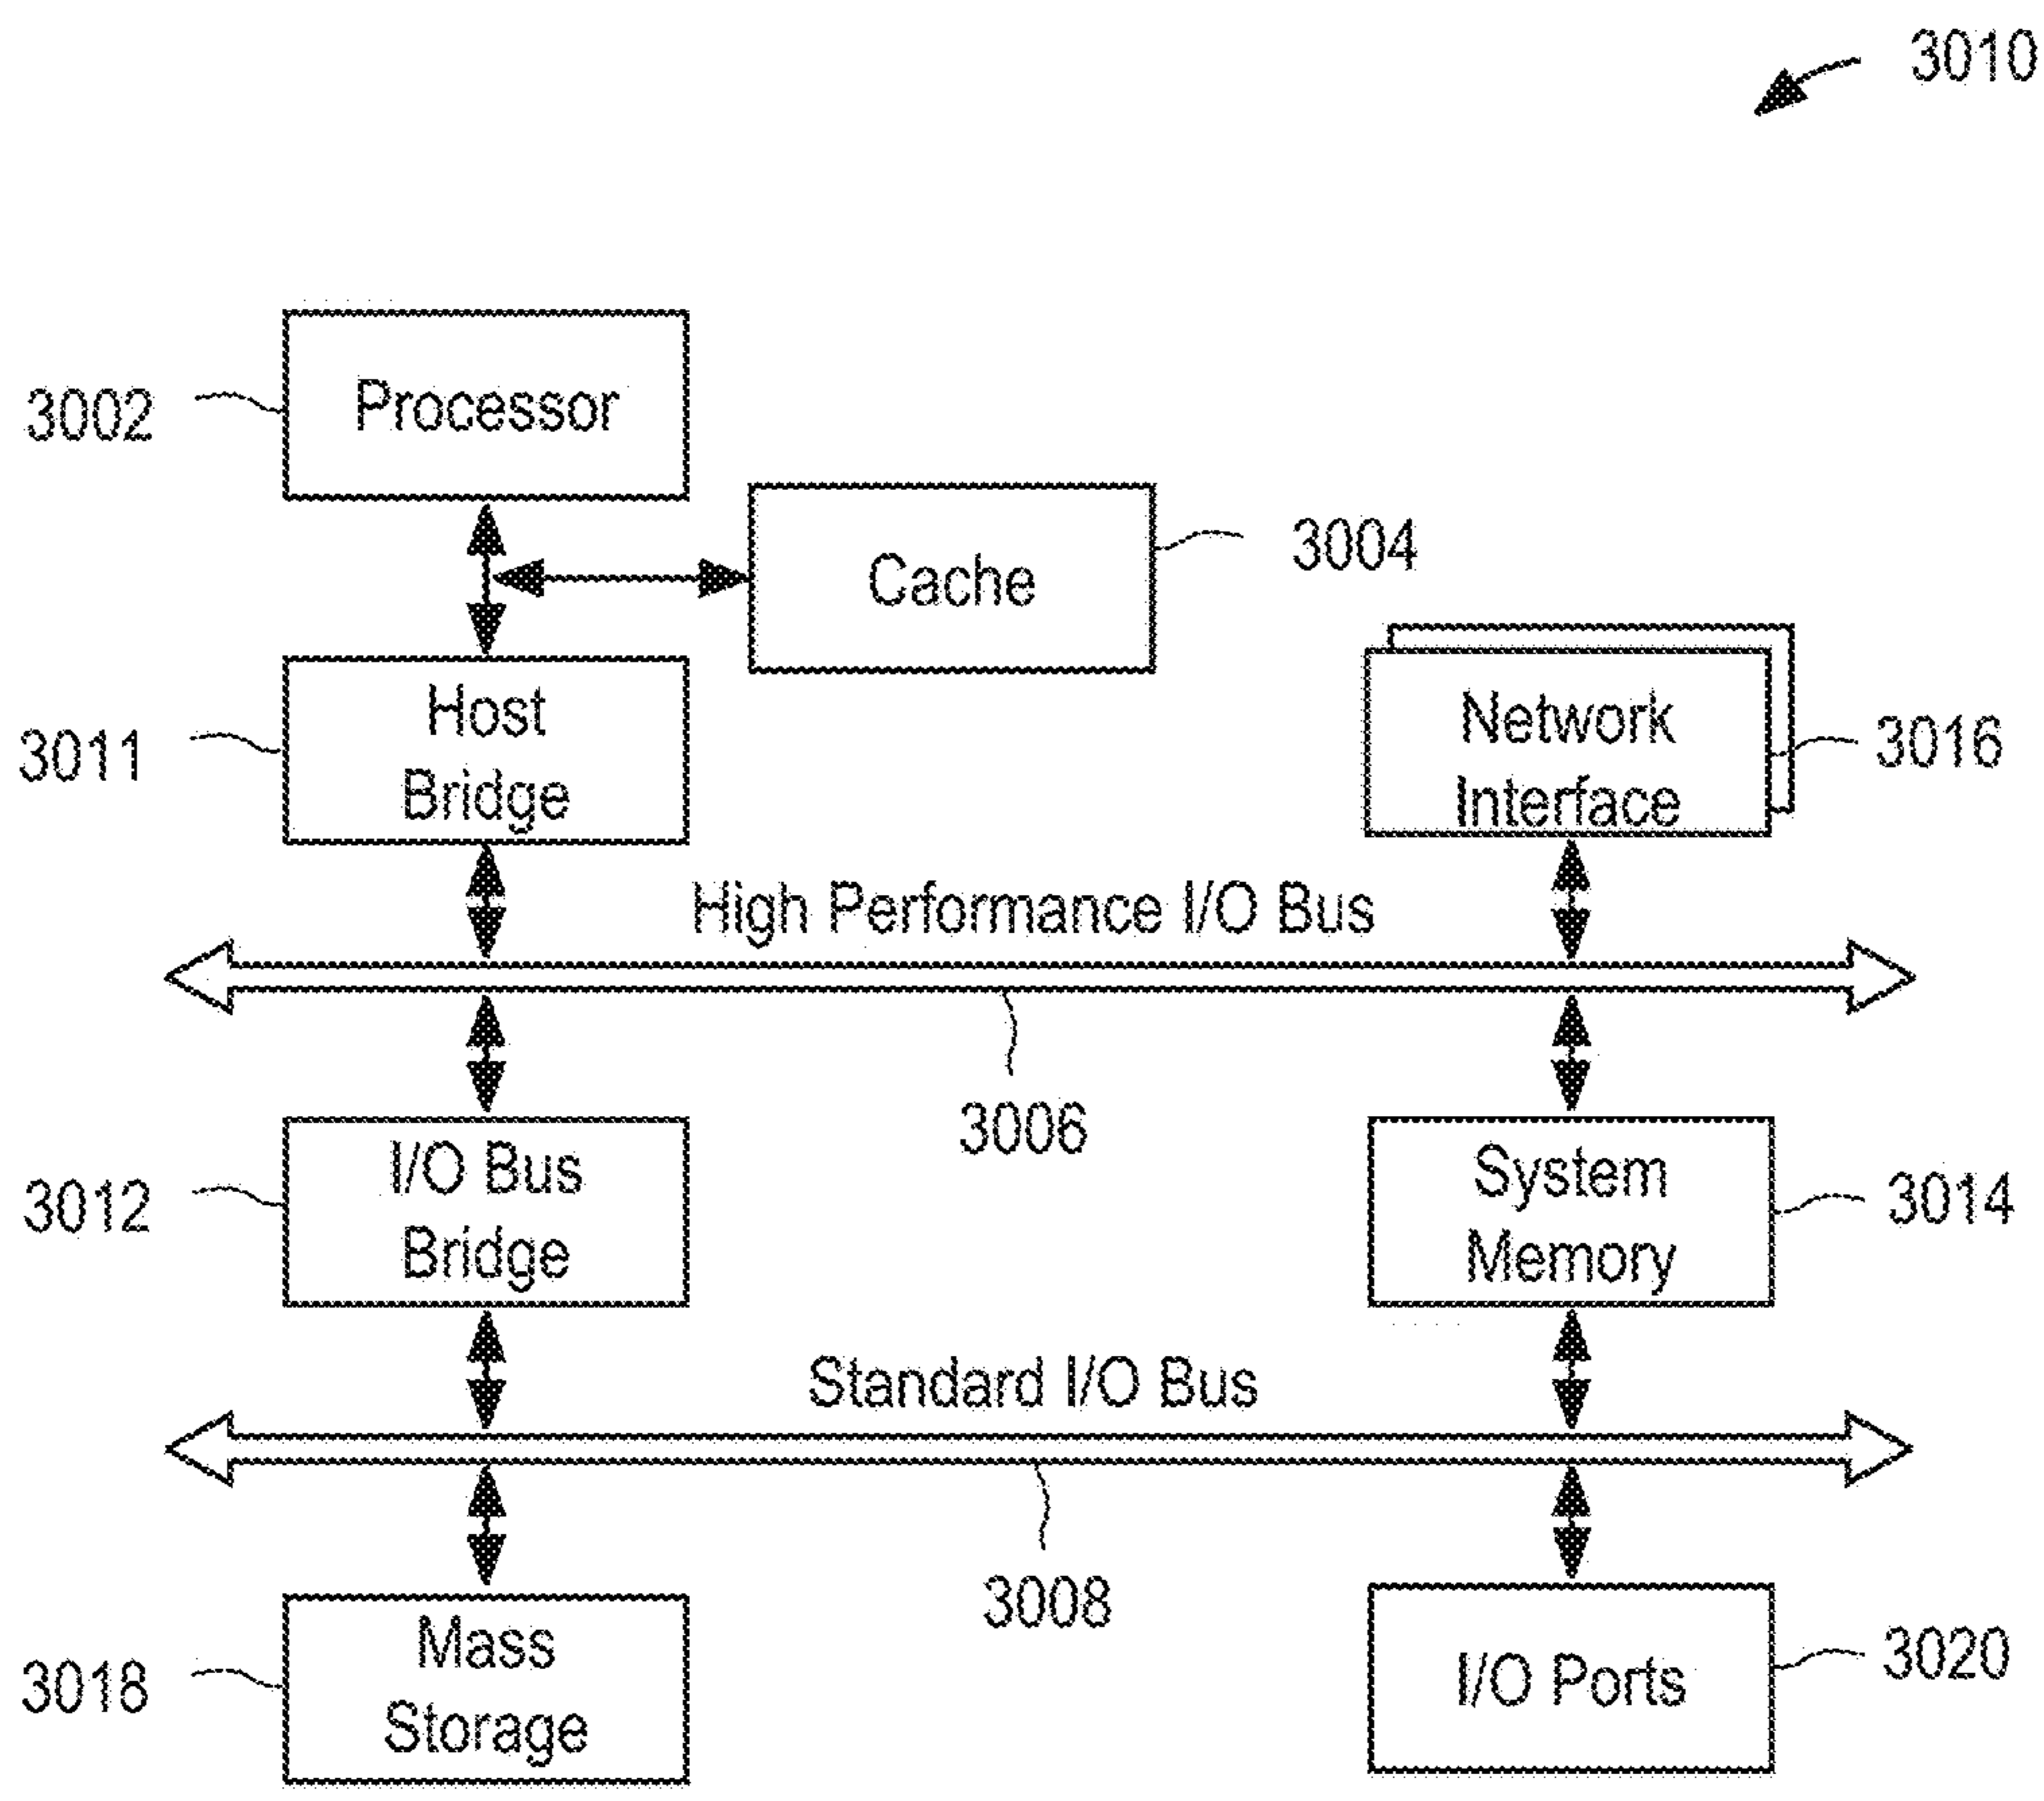 3010
3002
Processor
Cache
3004
3011
Host
Bridge
Network
Interface
3016
High Performance I/O Bus
3006
3012
I/O Bus
Bridge
System
Memory
3014
Standard I/O Bus
3008
3018
Mass
Storage
I/O Ports
3020